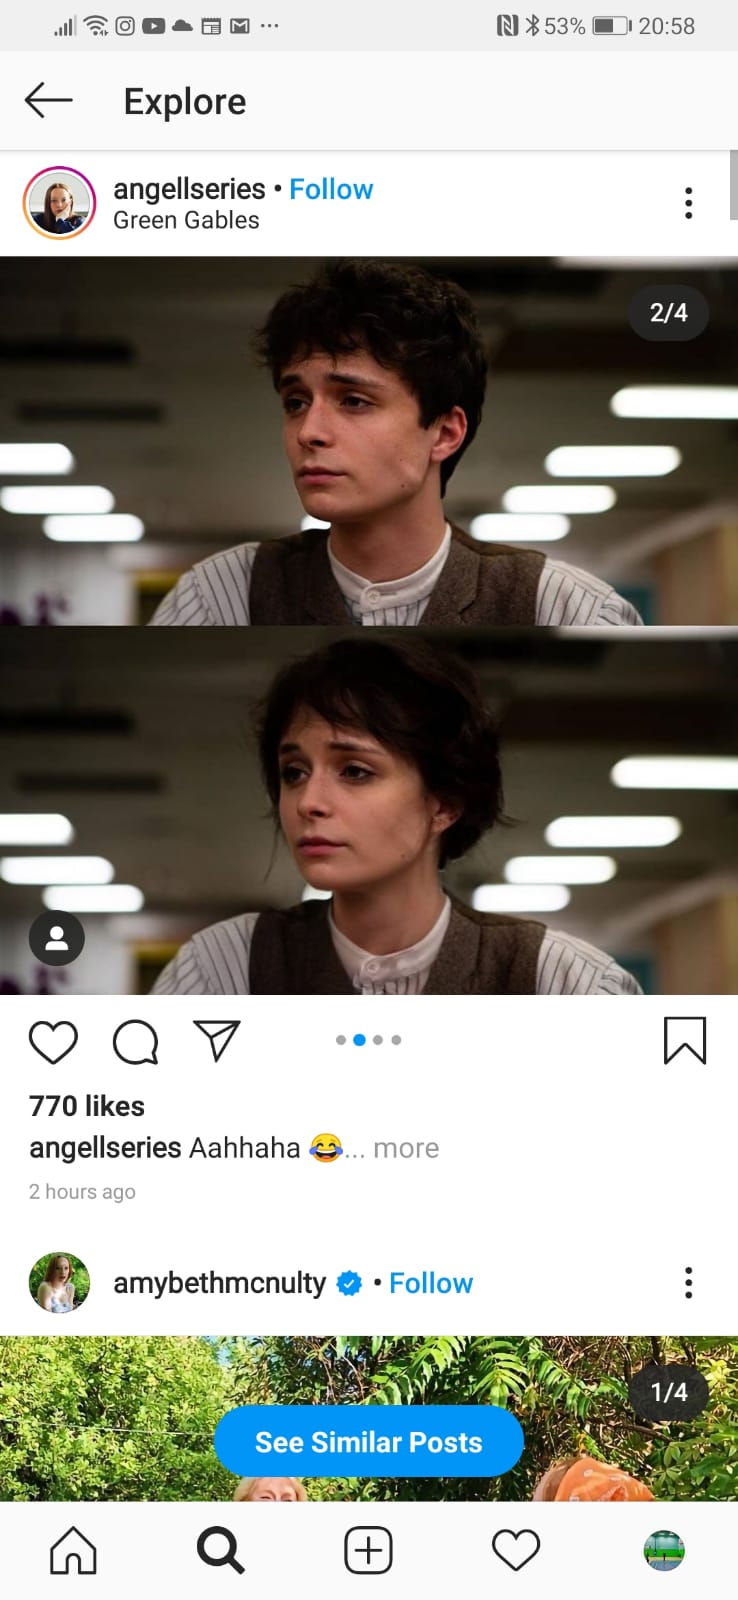 53% 20:58
Explore
angellseries • Follow
Green Gables
2/4
770 likes
angellseries Aahhaha 😂... more
2 hours ago
amybethmcnulty • Follow
1/4
See Similar Posts